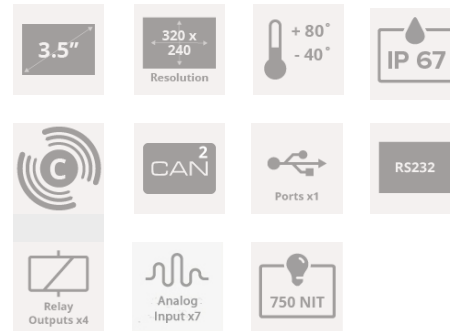 3.5”
320 x
240
Resolution
+ 80°
- 40°
IP 67
C
CAN 2
Ports x1
RS232
Relay
Outputs x4
Analog
Input x7
750 NIT